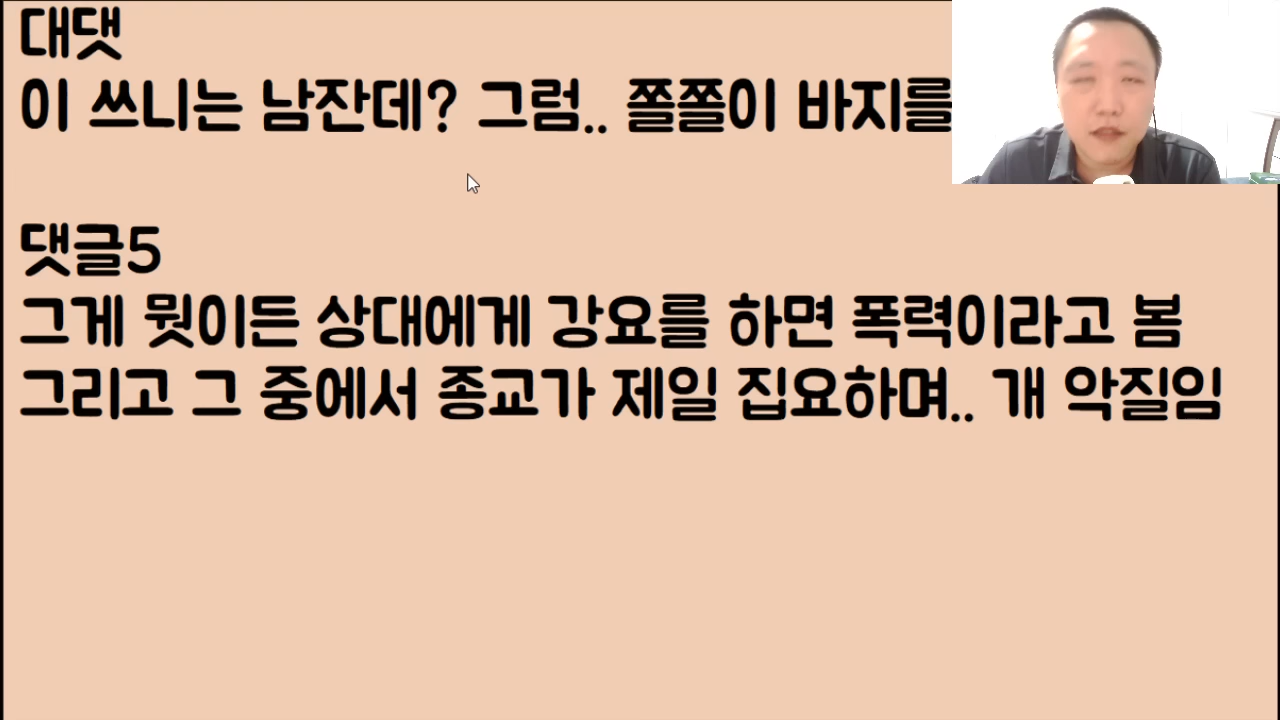 대댓
이 쓰니는 남잔데? 그럼.. 쫄쫄이 바지를
댓글5
그게 뭣이든 상대에게 강요를 하면 폭력이라고 봄
그리고 그 중에서 종교가 제일 집요하며.. 개 악질임